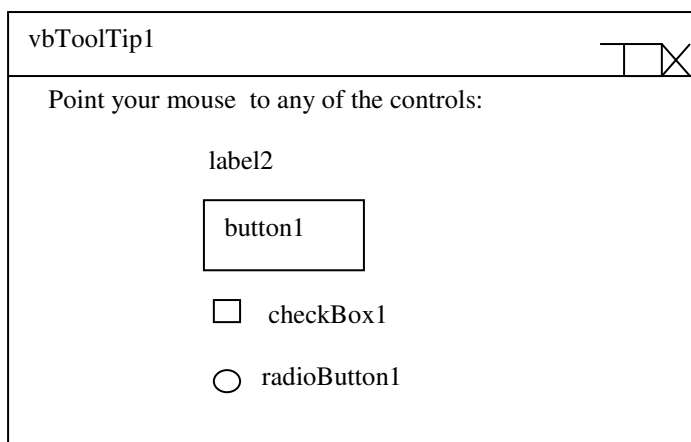 vbToolTip1
Point your mouse to any of the controls:
label2
button1
checkBox1
radioButton1